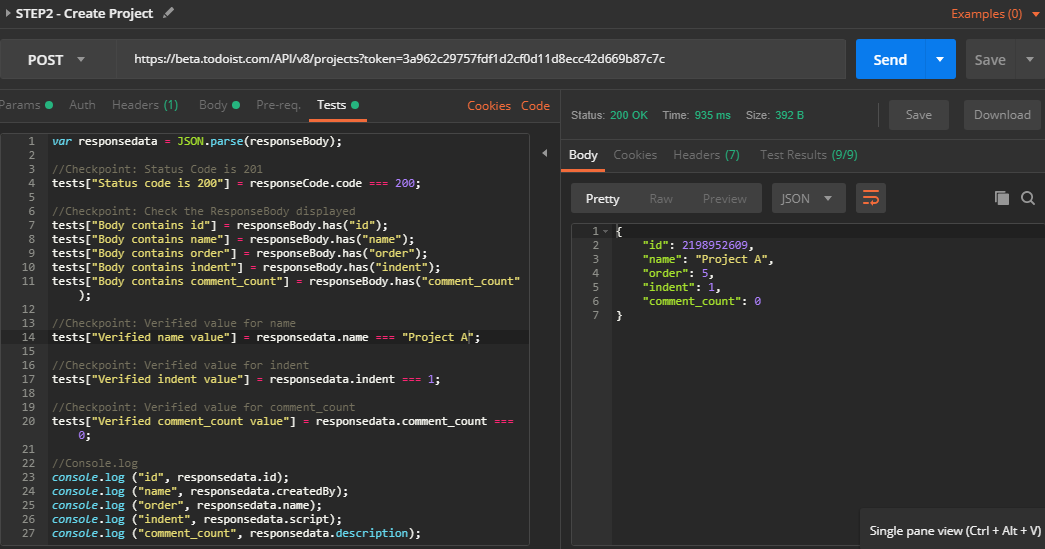 STEP2 - Create Project
Examples (0)
POST
https://beta.todoist.com/API/v8/projects?token=3a962c29757fdf1d2cf0d11d8ecc42d669b87c7c
Send
Save
Params
Auth
Headers (1)
Body
Pre-req.
Tests
Cookies
Code
1 var responsedata = JSON.parse(responseBody);
2
3 //Checkpoint: Status Code is 201
4 tests["Status code is 200"] = responseCode.code === 200;
5
6 //Checkpoint: Check the ResponseBody displayed
7 tests["Body contains id"] = responseBody.has("id");
8 tests["Body contains name"] = responseBody.has("name");
9 tests["Body contains order"] = responseBody.has("order");
10 tests["Body contains indent"] = responseBody.has("indent");
11 tests["Body contains comment_count"] = responseBody.has("comment_count"
);
12
13 //Checkpoint: Verified value for name
14 tests["Verified name value"] = responsedata.name === "Project A";
15
16 //Checkpoint: Verified value for indent
17 tests["Verified indent value"] = responsedata.indent === 1;
18
19 //Checkpoint: Verified value for comment_count
20 tests["Verified comment_count value"] = responsedata.comment_count ===
0;
21
22 //Console.log
23 console.log ("id", responsedata.id);
24 console.log ("name", responsedata.createdBy);
25 console.log ("order", responsedata.name);
26 console.log ("indent", responsedata.script);
27 console.log ("comment_count", responsedata.description);
Status: 200 OK
Time: 935 ms
Size: 392 B
Save
Download
Body
Cookies
Headers (7)
Test Results (9/9)
Pretty
Raw
Preview
JSON
1 {
2 "id": 2198952609,
3 "name": "Project A",
4 "order": 5,
5 "indent": 1,
6 "comment_count": 0
7 }
Single pane view (Ctrl + Alt + V)